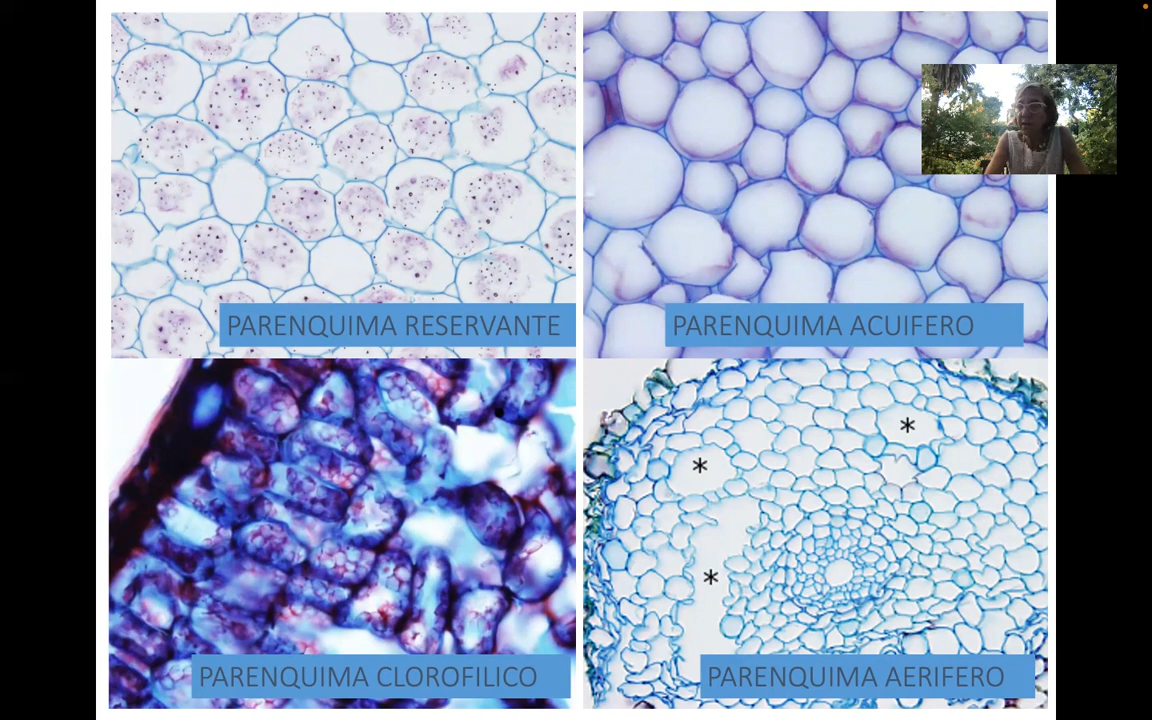 PARENQUIMA RESERVANTE
PARENQUIMA ACUIFERO
*
*
*
PARENQUIMA CLOROFILICO
PARENQUIMA AERIFERO